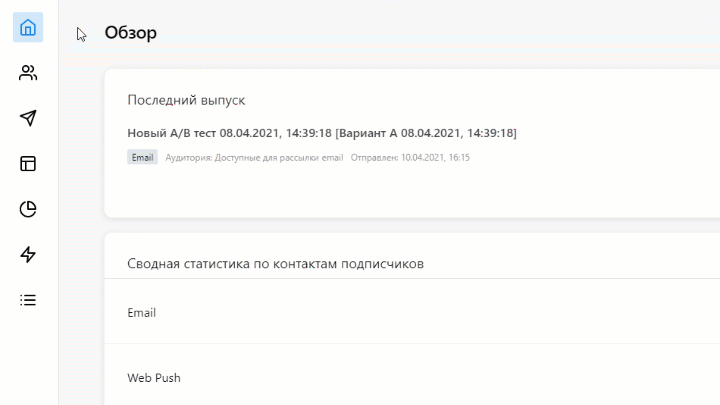 Обзор
Последний выпуск
Новый A/B тест 08.04.2021, 14:39:18 [Вариант А 08.04.2021, 14:39:18]
Email Аудитория: Доступные для рассылки email Отправлен: 10.04.2021, 16:15
Сводная статистика по контактам подписчиков
Email
Web Push